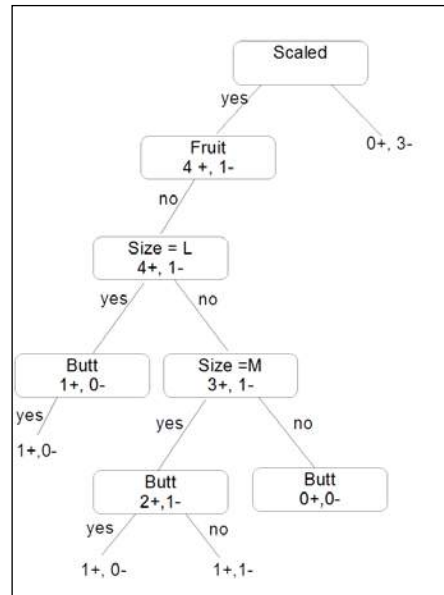 Scaled
yes
Fruit
4 +, 1-
0+, 3-
no
Size = L
4+, 1-
yes
no
Butt
1+, 0-
Size =M
3+, 1-
yes
1+,0-
yes
no
Butt
2+,1-
Butt
0+,0-
yes
no
1+, 0-
1+,1-